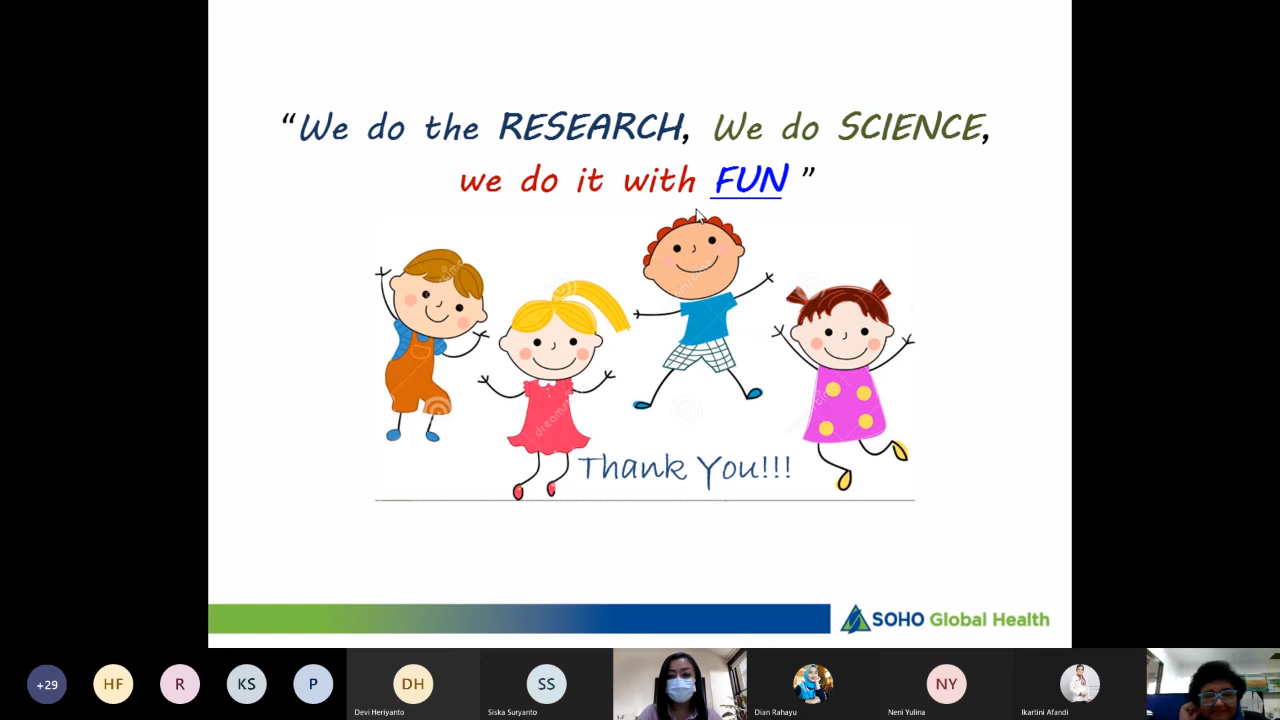 “We do the RESEARCH, We do SCIENCE,
we do it with FUN ”
Thank You!!!
SOHO Global Health
+29
HF
R
KS
P
DH
Devi Heriyanto
SS
Siska Suryanto
Dian Rahayu
NY
Neni Yulina
Ikartini Afandi